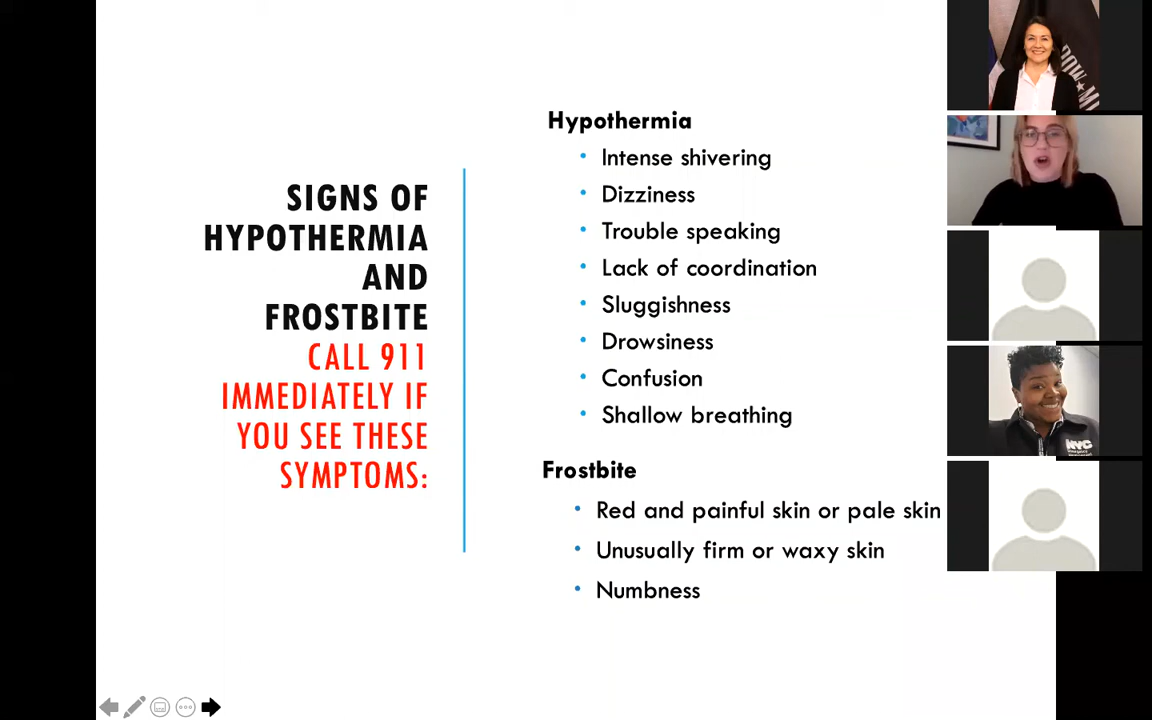 SIGNS OF
HYPOTHERMIA
AND
FROSTBITE
CALL 911
IMMEDIATELY IF
YOU SEE THESE
SYMPTOMS:
Hypothermia
• Intense shivering
• Dizziness
• Trouble speaking
• Lack of coordination
• Sluggishness
• Drowsiness
• Confusion
• Shallow breathing
Frostbite
• Red and painful skin or pale skin
• Unusually firm or waxy skin
• Numbness
NYC